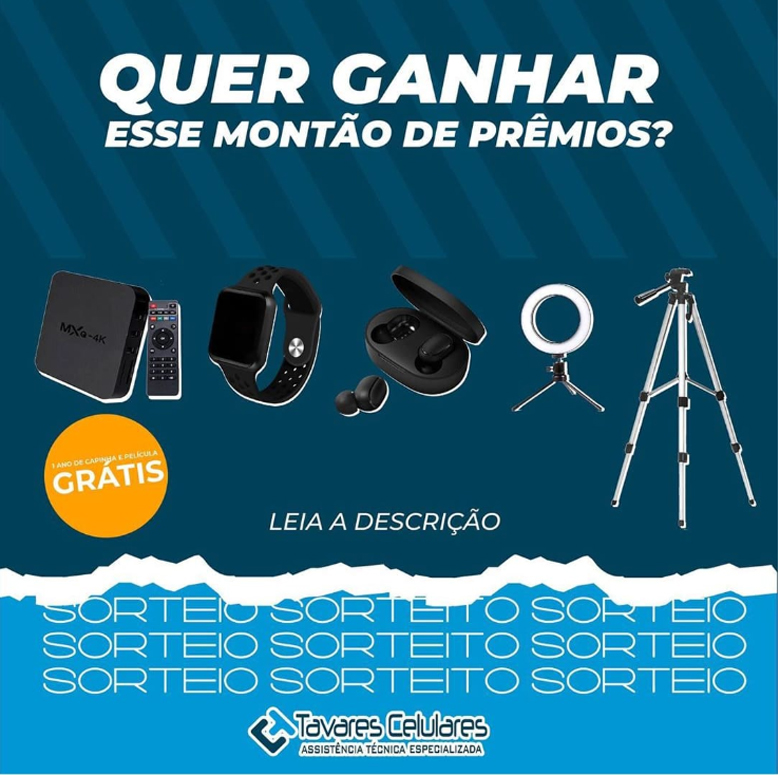 QUER GANHAR
ESSE MONTÃO DE PRÊMIOS?
MXQ-4K
1 ANO DE CAPINHA E PELÍCULA
GRÁTIS
LEIA A DESCRIÇÃO
SORTEIO SORTEITO SORTEIO
SORTEIO SORTEITO SORTEIO
SORTEIO SORTEITO SORTEIO
Tavares Celulares
ASSISTÊNCIA TÉCNICA ESPECIALIZADA